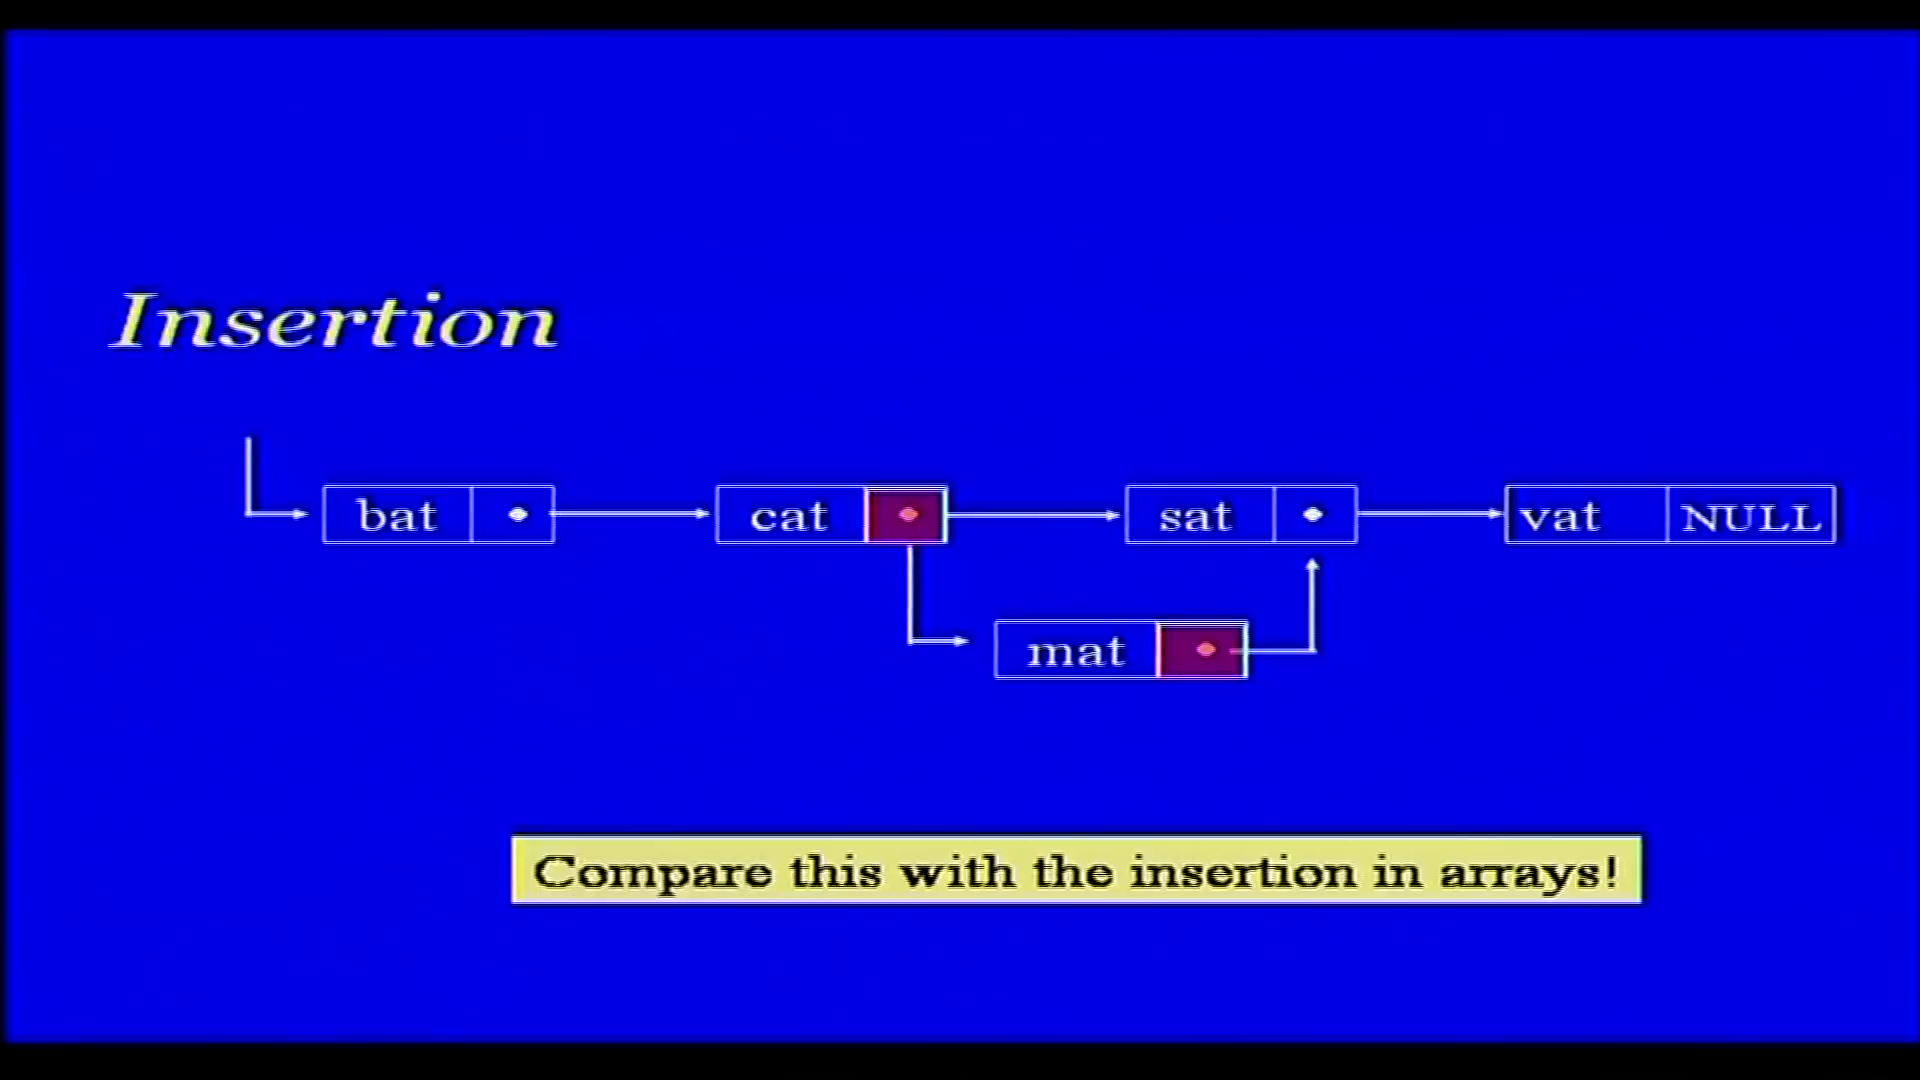 Insertion
bat cat sat vat NULL
mat
Compare this with the insertion in arrays!